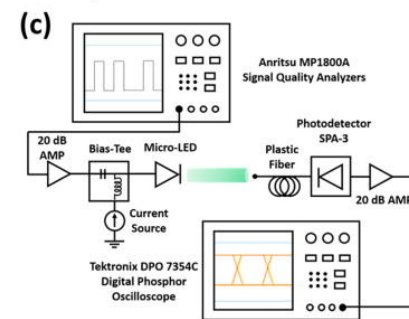 (c)
Anritsu MP1800A
Signal Quality Analyzers
20 dB
AMP
Bias-Tee
Micro-LED
Plastic
Fiber
Photodetector
SPA-3
20 dB AMP
Current
Source
Tektronix DPO 7354C
Digital Phosphor
Oscilloscope